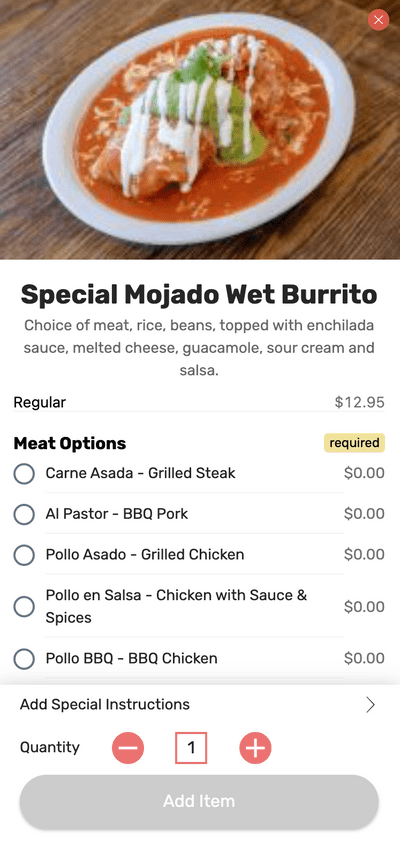 Special Mojado Wet Burrito
Choice of meat, rice, beans, topped with enchilada
sauce, melted cheese, guacamole, sour cream and
salsa.
Regular $12.95
Meat Options required
Carne Asada - Grilled Steak $0.00
Al Pastor - BBQ Pork $0.00
Pollo Asado - Grilled Chicken $0.00
Pollo en Salsa - Chicken with Sauce &
Spices $0.00
Pollo BBQ - BBQ Chicken $0.00
Add Special Instructions
Quantity 1
Add Item